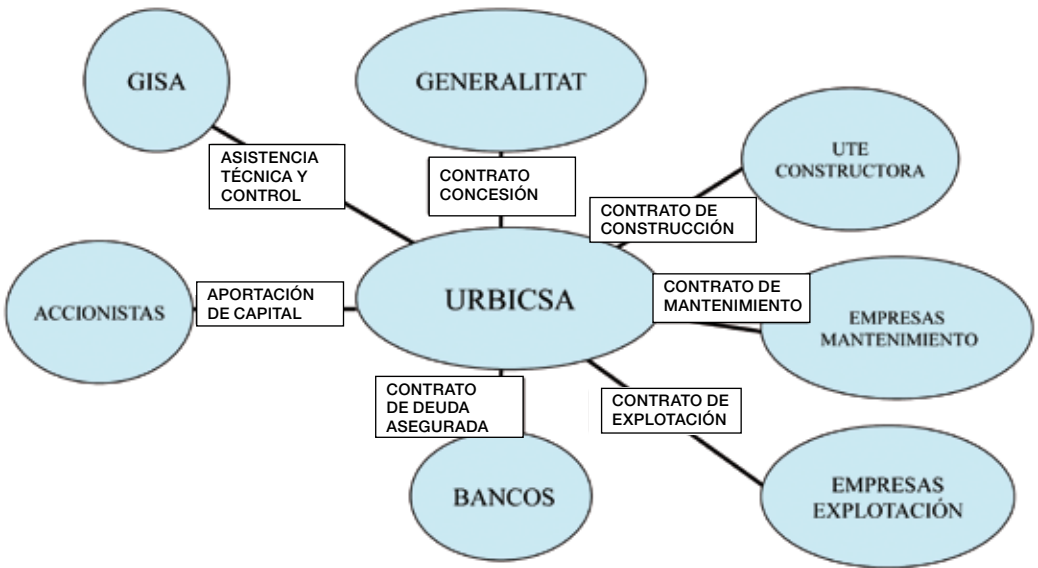 GISA
GENERALITAT
UTE
CONSTRUCTORA
ASISTENCIA
TÉCNICA Y
CONTROL
CONTRATO
CONCESIÓN
CONTRATO DE
CONSTRUCCIÓN
ACCIONISTAS
APORTACIÓN
DE CAPITAL
URBICSA
CONTRATO DE
MANTENIMIENTO
EMPRESAS
MANTENIMIENTO
CONTRATO
DE DEUDA
ASEGURADA
CONTRATO DE
EXPLOTACIÓN
BANCOS
EMPRESAS
EXPLOTACIÓN